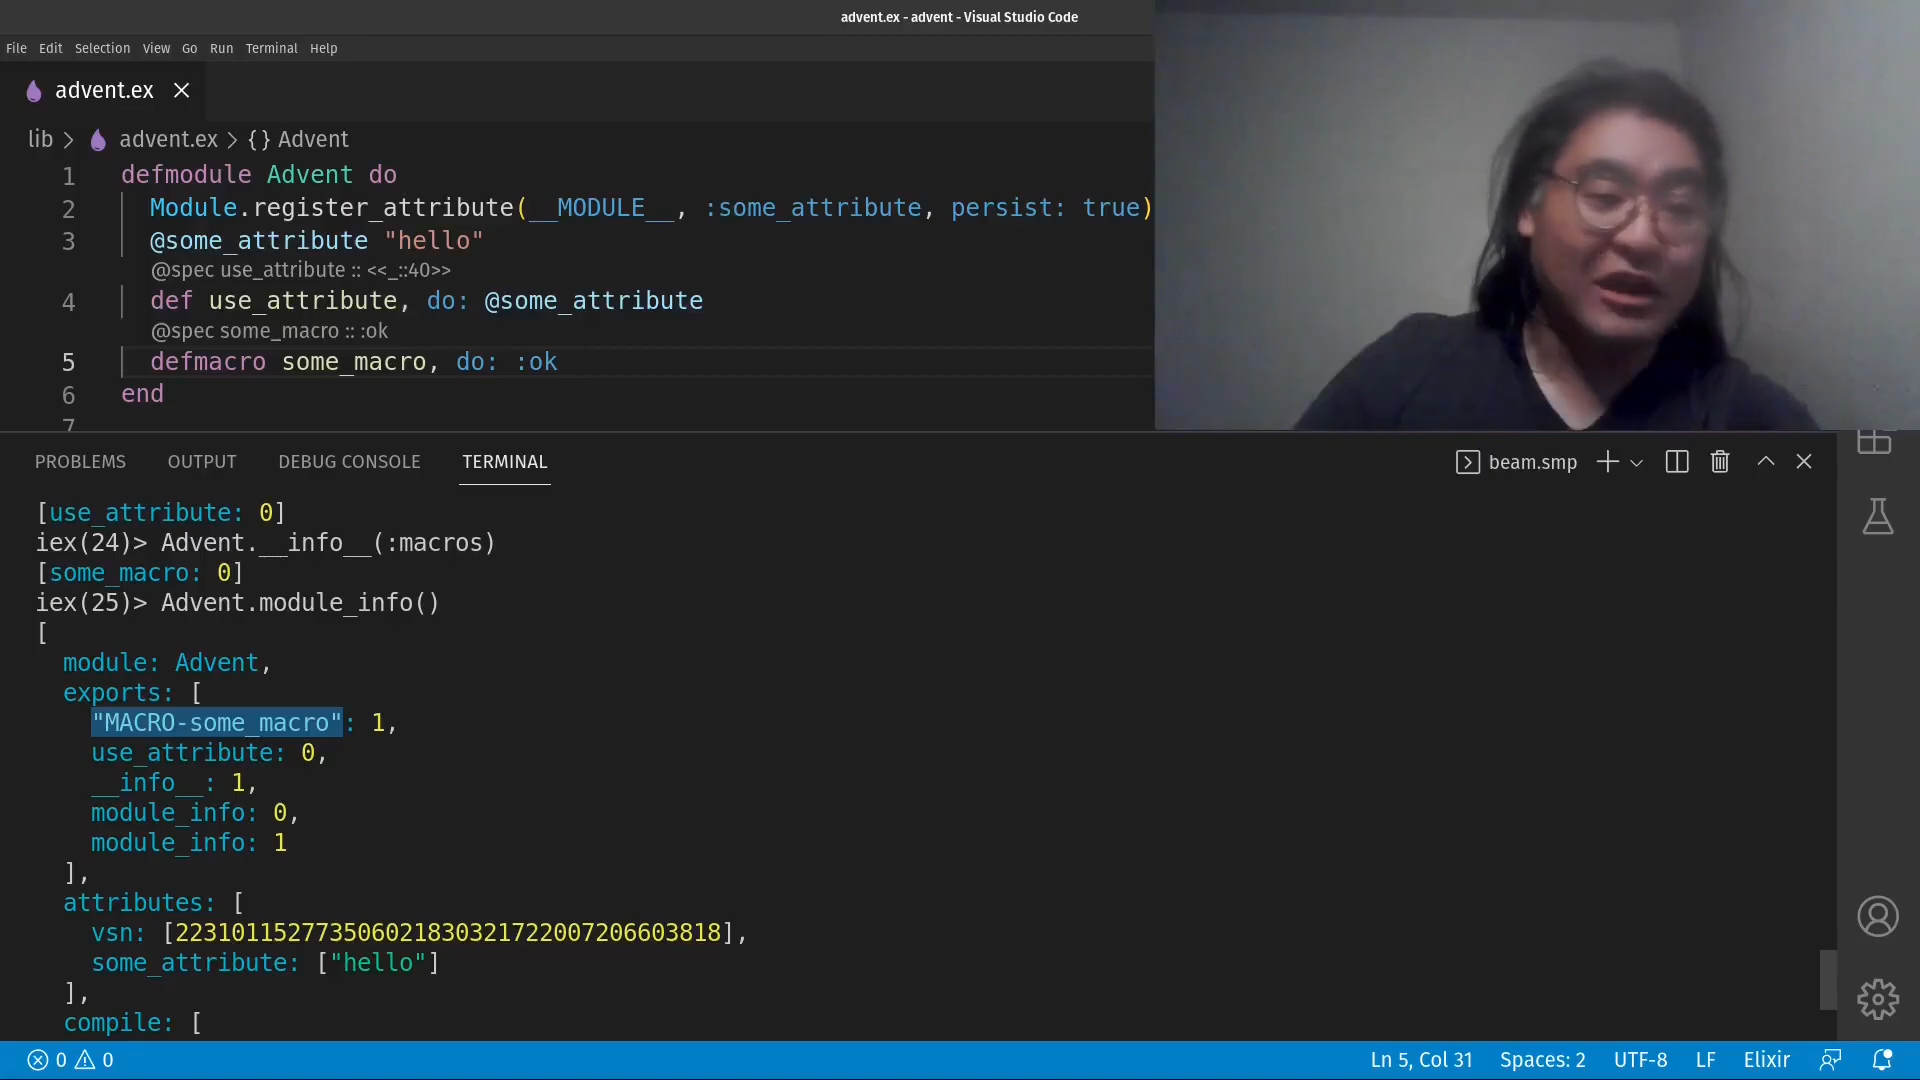 advent.ex - advent - Visual Studio Code
File Edit Selection View Go Run Terminal Help
advent.ex
lib > advent.ex > {} Advent
1 defmodule Advent do
2 Module.register_attribute(__MODULE__, :some_attribute, persist: true)
3 @some_attribute "hello"
@spec use_attribute :: <<_::40>>
4 def use_attribute, do: @some_attribute
@spec some_macro :: :ok
5 defmacro some_macro, do: :ok
6 end
7
PROBLEMS OUTPUT DEBUG CONSOLE TERMINAL beam.smp
[use_attribute: 0]
iex(24)> Advent.__info__(:macros)
[some_macro: 0]
iex(25)> Advent.module_info()
[
module: Advent,
exports: [
"MACRO-some_macro": 1,
use_attribute: 0,
__info__: 1,
module_info: 0,
module_info: 1
],
attributes: [
vsn: [223101152773506021830321722007206603818],
some_attribute: ["hello"]
],
compile: [
0 0 Ln 5, Col 31 Spaces: 2 UTF-8 LF Elixir